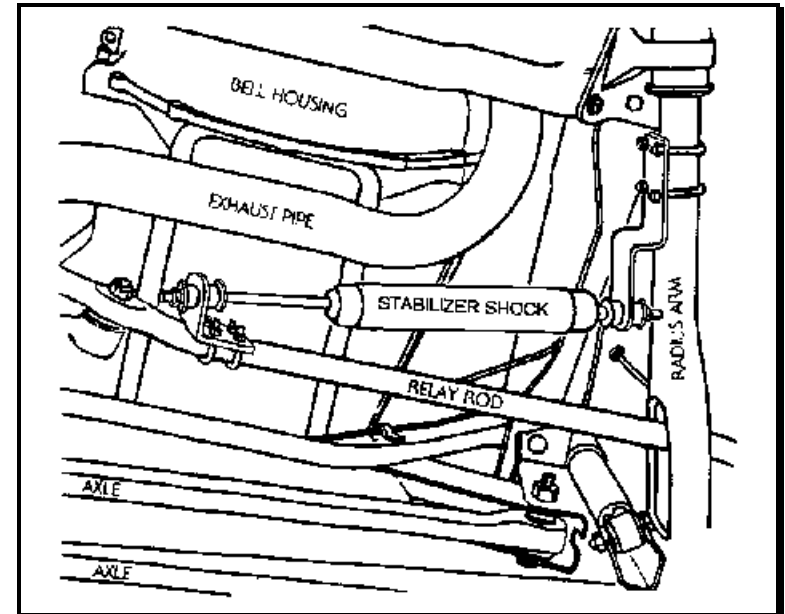 BELL HOUSING
EXHAUST PIPE
STABILIZER SHOCK
RADIUS ARM
RELAY ROD
AXLE
AXLE